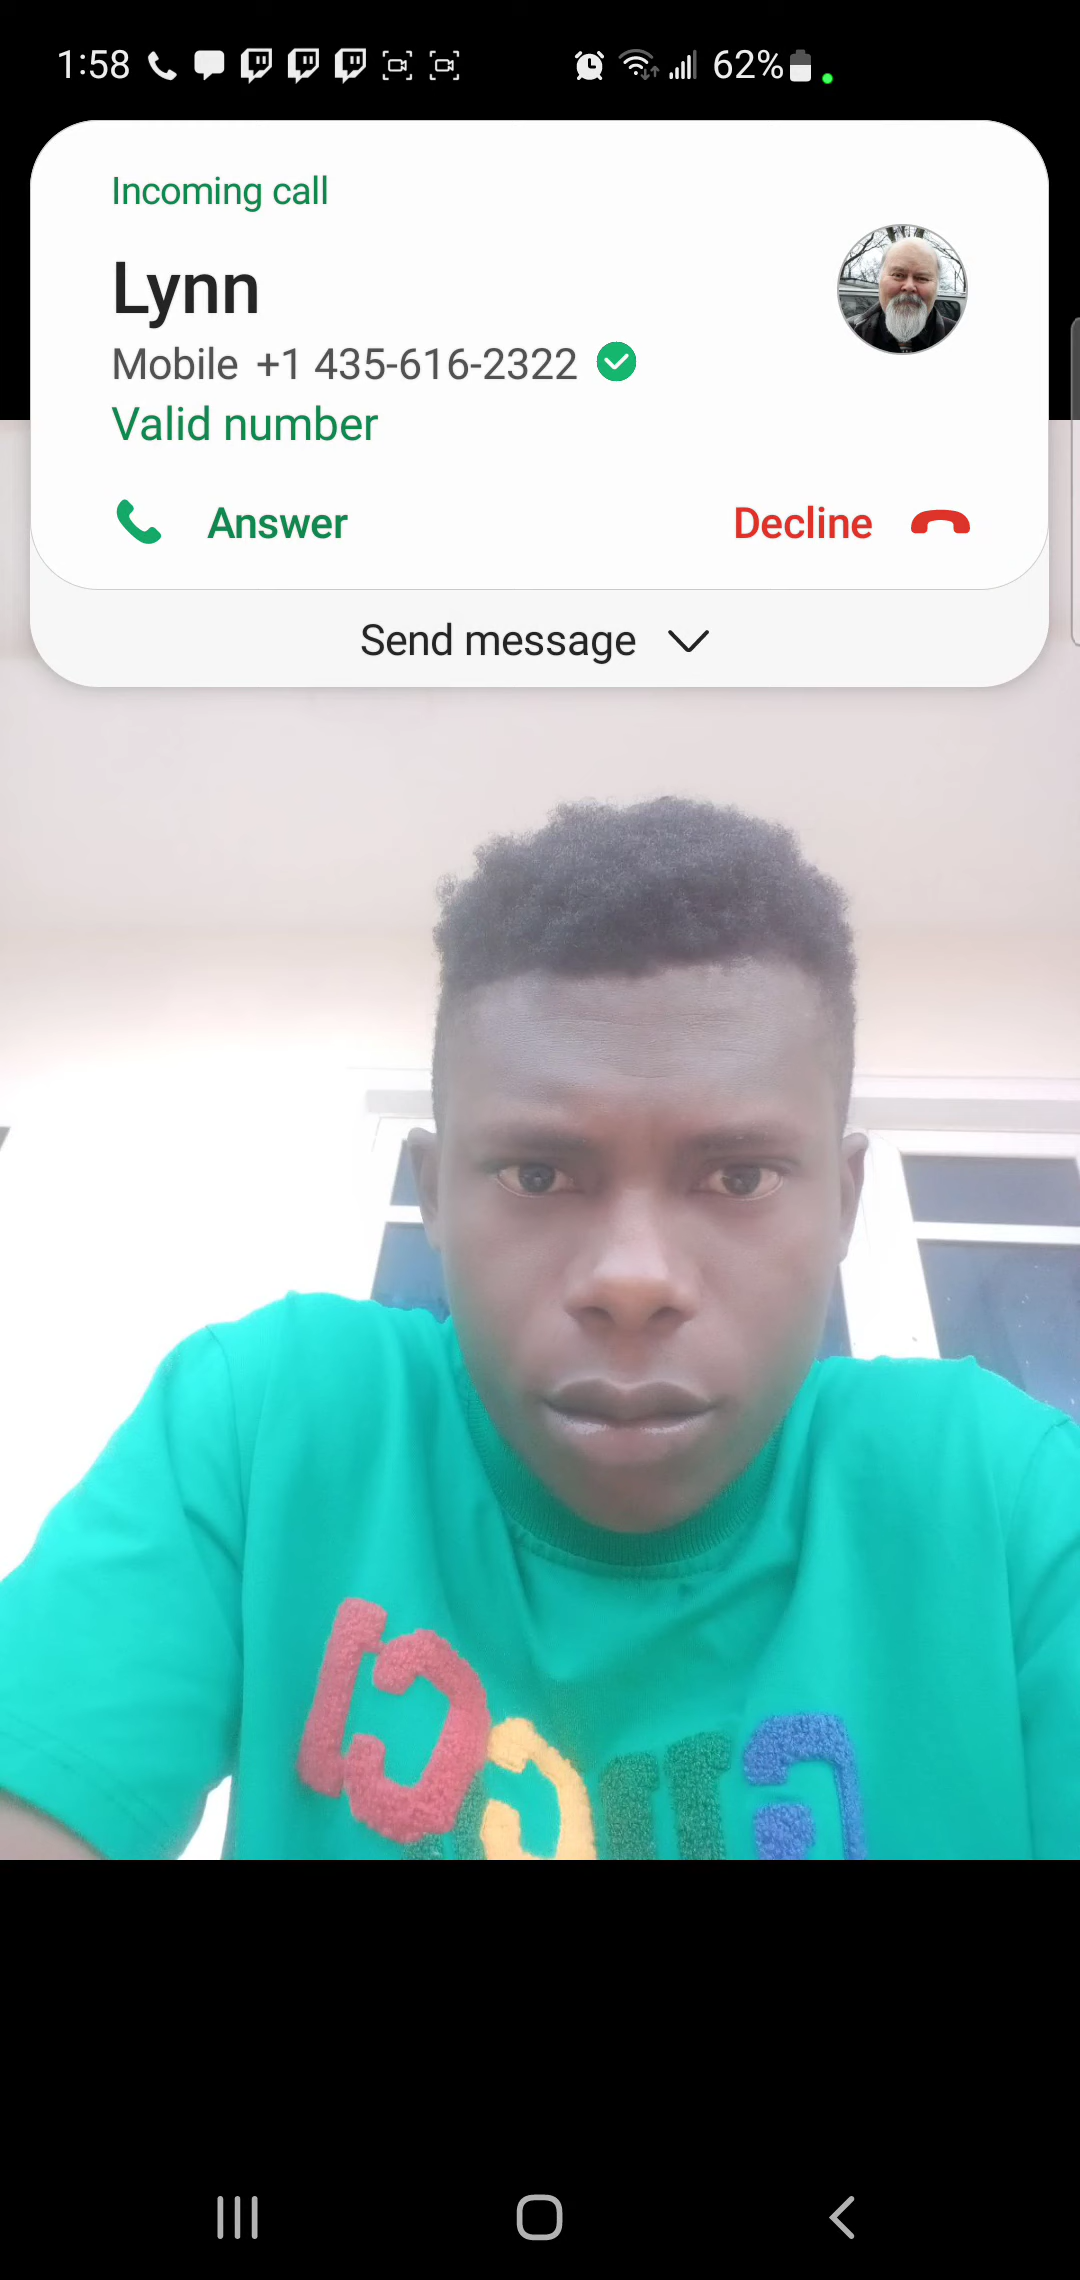 1:58
62%
Incoming call
Lynn
Mobile +1 435-616-2322
Valid number
Answer
Decline
Send message